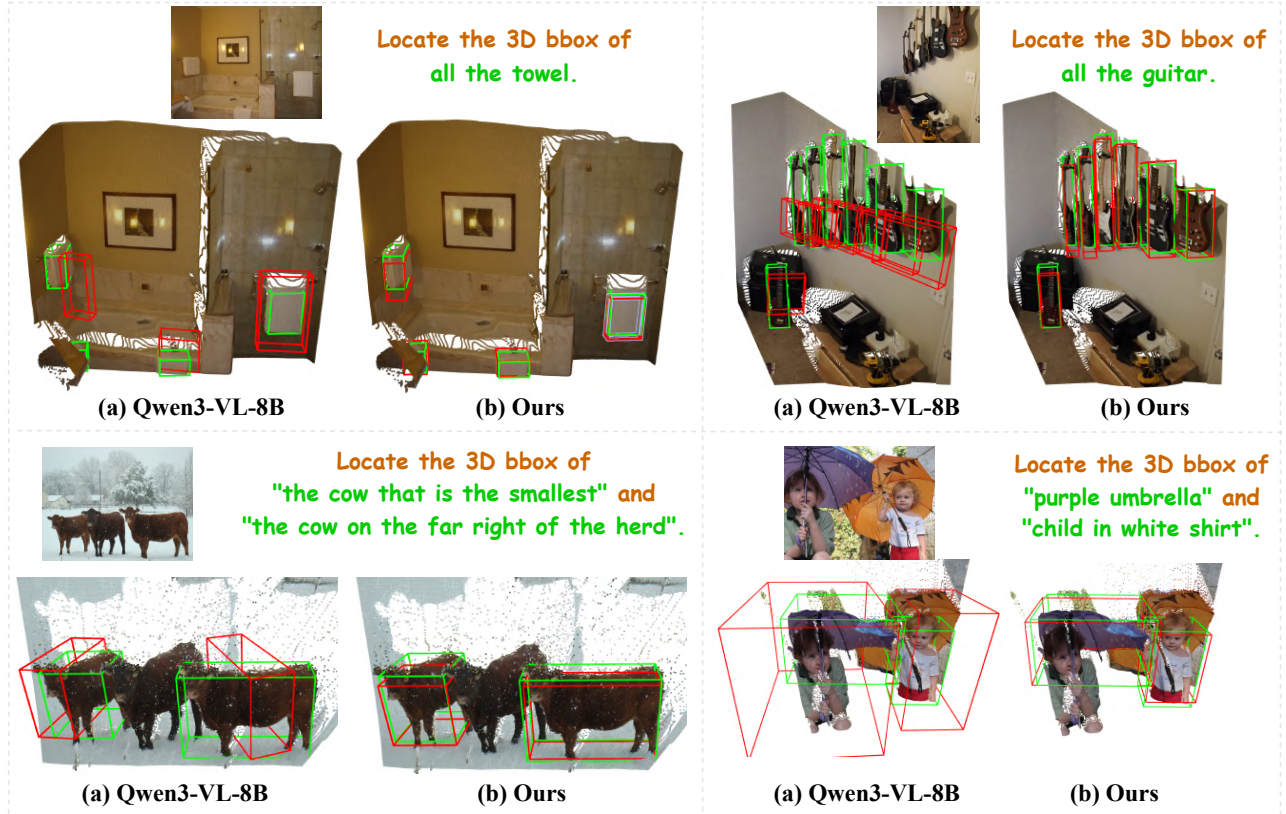 Locate the 3D bbox of
all the towel.
(a) Qwen3-VL-8B
(b) Ours
Locate the 3D bbox of
all the guitar.
(a) Qwen3-VL-8B
(b) Ours
Locate the 3D bbox of
"the cow that is the smallest" and
"the cow on the far right of the herd".
(a) Qwen3-VL-8B
(b) Ours
Locate the 3D bbox of
"purple umbrella" and
"child in white shirt".
(a) Qwen3-VL-8B
(b) Ours